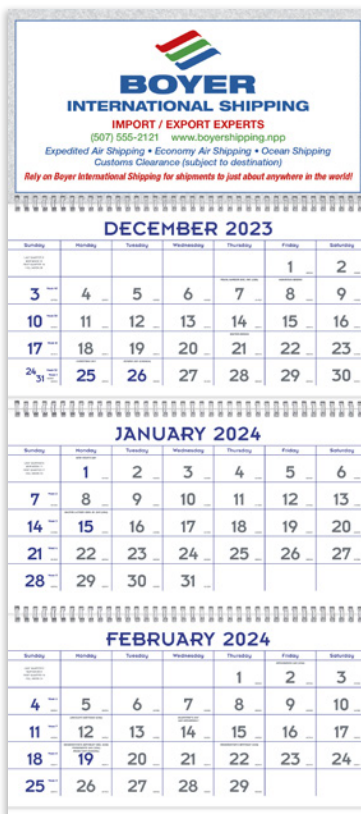 BOYER
INTERNATIONAL SHIPPING
IMPORT / EXPORT EXPERTS
(507) 555-2121 www.boyershipping.npp
Expedited Air Shipping • Economy Air Shipping • Ocean Shipping
Customs Clearance (subject to destination)
Rely on Boyer International Shipping for shipments to just about anywhere in the world!
DECEMBER 2023
Sunday Monday Tuesday Wednesday Thursday Friday Saturday
1 2
3 4 5 6 7 8 9
10 11 12 13 14 15 16
17 18 19 20 21 22 23
24/31 25 26 27 28 29 30
JANUARY 2024
Sunday Monday Tuesday Wednesday Thursday Friday Saturday
1 2 3 4 5 6
7 8 9 10 11 12 13
14 15 16 17 18 19 20
21 22 23 24 25 26 27
28 29 30 31
FEBRUARY 2024
Sunday Monday Tuesday Wednesday Thursday Friday Saturday
1 2 3
4 5 6 7 8 9 10
11 12 13 14 15 16 17
18 19 20 21 22 23 24
25 26 27 28 29